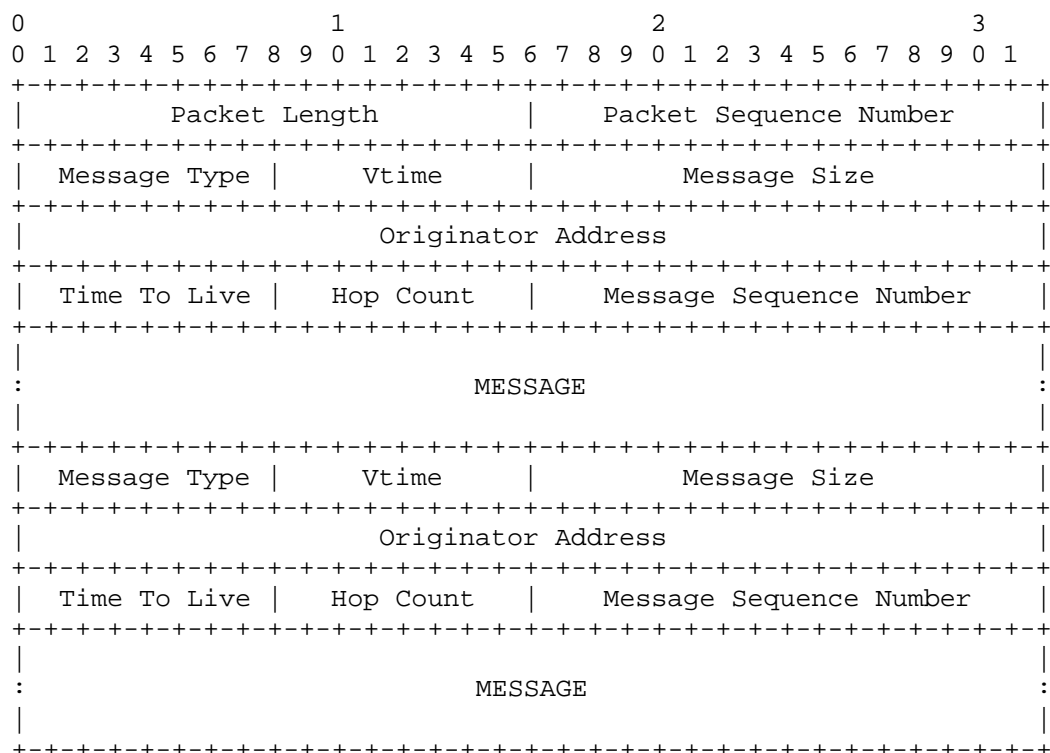 0                   1                   2                   3
0 1 2 3 4 5 6 7 8 9 0 1 2 3 4 5 6 7 8 9 0 1 2 3 4 5 6 7 8 9 0 1
+-+-+-+-+-+-+-+-+-+-+-+-+-+-+-+-+-+-+-+-+-+-+-+-+-+-+-+-+-+-+-+-+
|         Packet Length         |    Packet Sequence Number     |
+-+-+-+-+-+-+-+-+-+-+-+-+-+-+-+-+-+-+-+-+-+-+-+-+-+-+-+-+-+-+-+-+
|  Message Type |     Vtime     |         Message Size          |
+-+-+-+-+-+-+-+-+-+-+-+-+-+-+-+-+-+-+-+-+-+-+-+-+-+-+-+-+-+-+-+-+
|                      Originator Address                       |
+-+-+-+-+-+-+-+-+-+-+-+-+-+-+-+-+-+-+-+-+-+-+-+-+-+-+-+-+-+-+-+-+
|  Time To Live |   Hop Count   |    Message Sequence Number    |
+-+-+-+-+-+-+-+-+-+-+-+-+-+-+-+-+-+-+-+-+-+-+-+-+-+-+-+-+-+-+-+-+
|                                                               |
:                            MESSAGE                            :
|                                                               |
+-+-+-+-+-+-+-+-+-+-+-+-+-+-+-+-+-+-+-+-+-+-+-+-+-+-+-+-+-+-+-+-+
|  Message Type |     Vtime     |         Message Size          |
+-+-+-+-+-+-+-+-+-+-+-+-+-+-+-+-+-+-+-+-+-+-+-+-+-+-+-+-+-+-+-+-+
|                      Originator Address                       |
+-+-+-+-+-+-+-+-+-+-+-+-+-+-+-+-+-+-+-+-+-+-+-+-+-+-+-+-+-+-+-+-+
|  Time To Live |   Hop Count   |    Message Sequence Number    |
+-+-+-+-+-+-+-+-+-+-+-+-+-+-+-+-+-+-+-+-+-+-+-+-+-+-+-+-+-+-+-+-+
|                                                               |
:                            MESSAGE                            :
|                                                               |
+-+-+-+-+-+-+-+-+-+-+-+-+-+-+-+-+-+-+-+-+-+-+-+-+-+-+-+-+-+-+-+-+